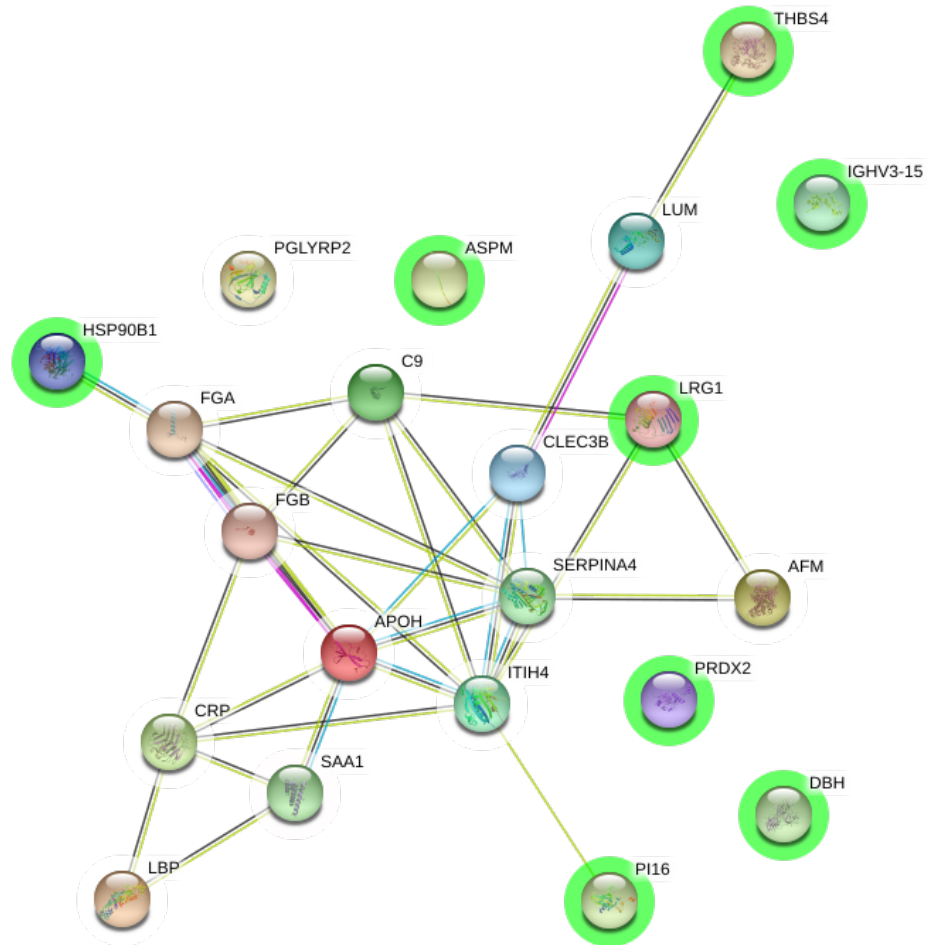 THBS4
IGHV3-15
LUM
PGLYRP2
ASPM
HSP90B1
C9
LRG1
FGA
CLEC3B
FGB
SERPINA4
AFM
APOH
ITIH4
PRDX2
CRP
SAA1
DBH
LBP
PI16